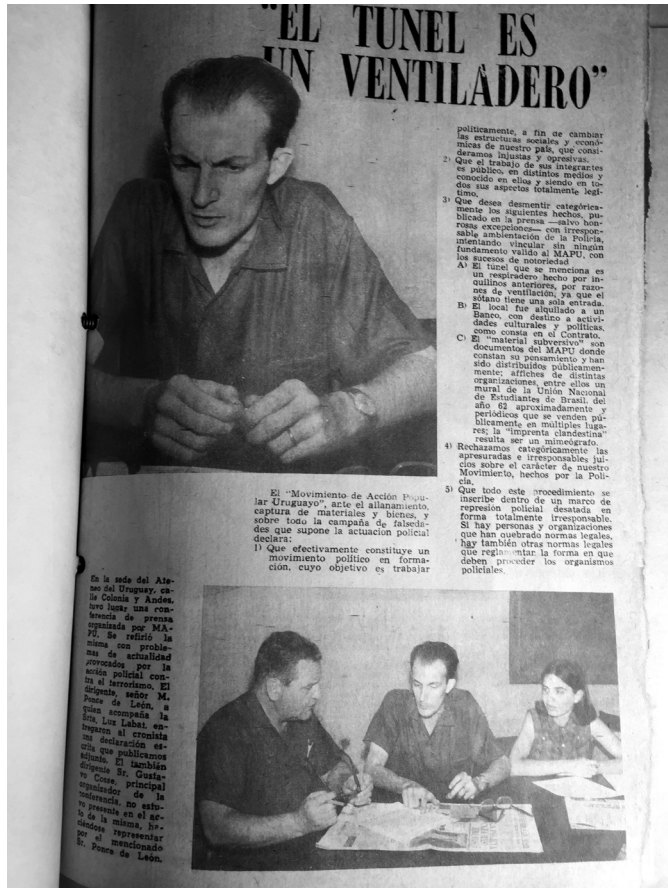 "EL TUNEL ES
UN VENTILADERO"
El "Movimiento de Acción Popu-
lar Uruguayo", ante el allanamiento,
captura de materiales y bienes, y
sobre todo la campaña de falseda-
des que supone la actuacion policial
declara:
1) Que efectivamente constituye un
movimiento político en forma-
ción, cuyo objetivo es trabajar
políticamente, a fin de cambiar
las estructuras sociales y econó-
micas de nuestro país, que consi-
deramos injustas y opresivas.
2) Que el trabajo de sus integrantes
es público, en distintos medios y
conocido en ellos y siendo en to-
dos sus aspectos totalmente legí-
timo.
3) Que desea desmentir categórica-
mente los siguientes hechos, pu-
blicado en la prensa —salvo hon-
rosas excepciones— con irrespon-
sable ambientación de la Policía,
intentando vincular sin ningún
fundamento valido al MAPU, con
los sucesos de notoriedad
A) El túnel que se menciona es
un respiradero hecho por in-
quilinos anteriores, por razo-
nes de ventilación, ya que el
sótano tiene una sola entrada.
B) El local fue alquilado a un
Banco, con destino a activi-
dades culturales y políticas,
como consta en el Contrato.
C) El "material subversivo" son
documentos del MAPU donde
constan su pensamiento y han
sido distribuídos públicamen-
mente; affiches de distintas
organizaciones, entre ellos un
mural de la Unión Nacional
de Estudiantes de Brasil, del
año 62 aproximadamente y
periódicos que se venden pú-
blicamente en múltiples luga-
res; la "imprenta clandestina"
resulta ser un mimeógrafo.
4) Rechazamos categóricamente las
apresuradas e irresponsables jui-
cios sobre el carácter de nuestro
Movimiento, hechos por la Poli-
cía.
5) Que todo este procedimiento se
inscribe dentro de un marco de
represión policial desatada en
forma totalmente irresponsable.
Si hay personas y organizaciones
que han quebrado normas legales,
hay también otras normas legales
que reglamentar la forma en que
deben proceder los organismos
policiales.
En la sede del Ate-
neo del Uruguay, ca-
lle Colonia y Andes,
tuvo lugar una con-
ferencia de prensa
organizada por MA-
PU. Se refirió la
misma con proble-
mas de actualidad
provocados por la
acción policial con-
tra el terrorismo. El
dirigente, señor M.
Ponce de León, a
quien acompaña la
Srta. Luz Labat, en-
tregaron al cronista
una declaración es-
crita que publicamos
adjunto. El también
dirigente Sr. Gusta-
vo Cosse, principal
organizador de la
conferencia, no estu-
vo presente en el ac-
to de la misma, ha-
ciéndose representar
por el mencionado
Sr. Ponce de León.